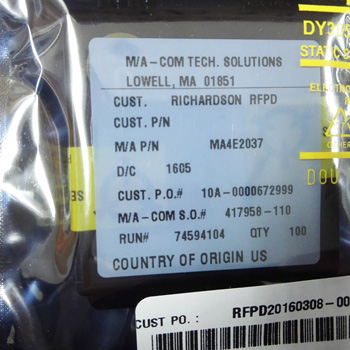 M/A-COM TECH. SOLUTIONS
LOWELL, MA 01851
CUST. RICHARDSON RFPD
CUST. P/N
M/A P/N MA4E2037
D/C 1605
CUST. P.O.# 10A-0000672999
M/A-COM S.O.# 417958-110
RUN# 74594104 QTY 100
COUNTRY OF ORIGIN US
CUST PO.: RFPD20160308-00